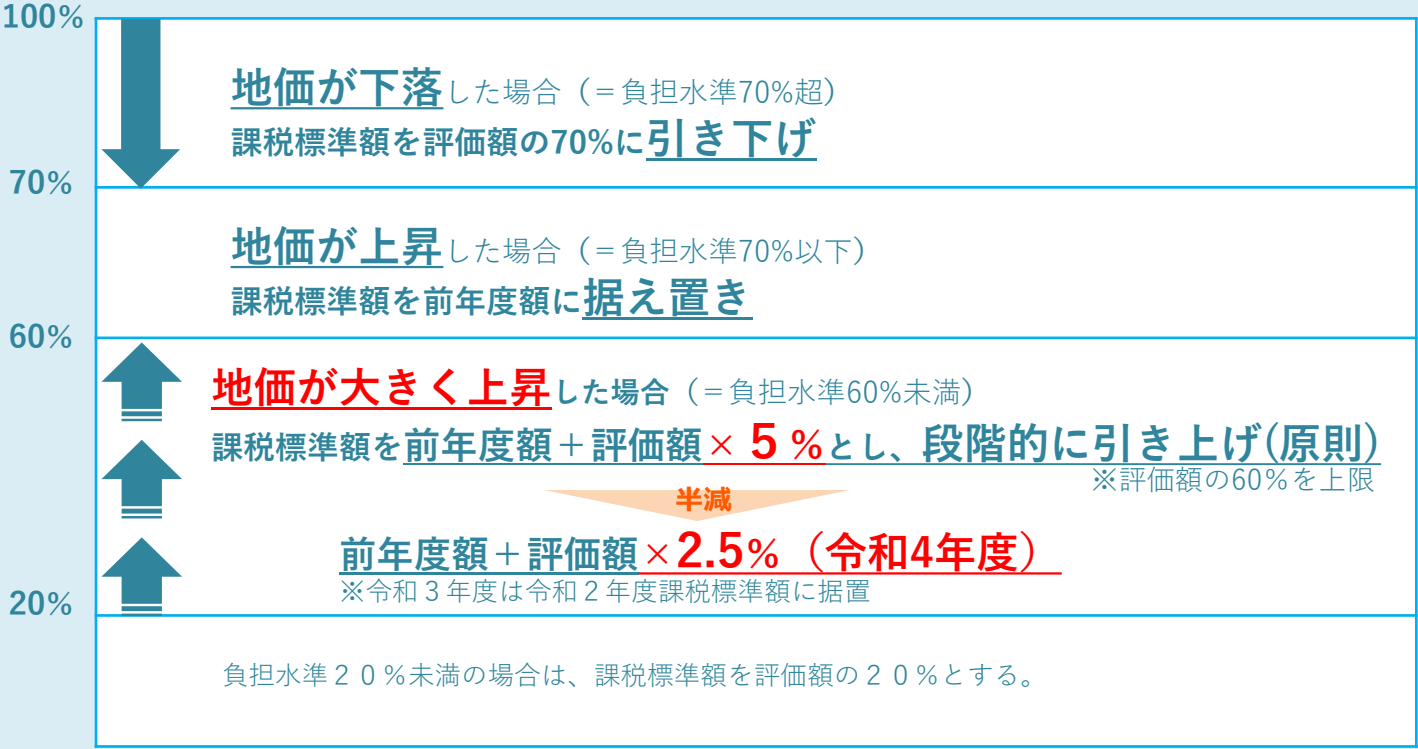 100%
地価が下落した場合（＝負担水準70%超）
課税標準額を評価額の70%に引き下げ
70%
地価が上昇した場合（＝負担水準70%以下）
課税標準額を前年度額に据え置き
60%
地価が大きく上昇した場合（＝負担水準60%未満）
課税標準額を前年度額＋評価額×５%とし、段階的に引き上げ(原則)
※評価額の60％を上限
半減
前年度額＋評価額×2.5%（令和4年度）
※令和３年度は令和２年度課税標準額に据置
20%
負担水準２０％未満の場合は、課税標準額を評価額の２０％とする。